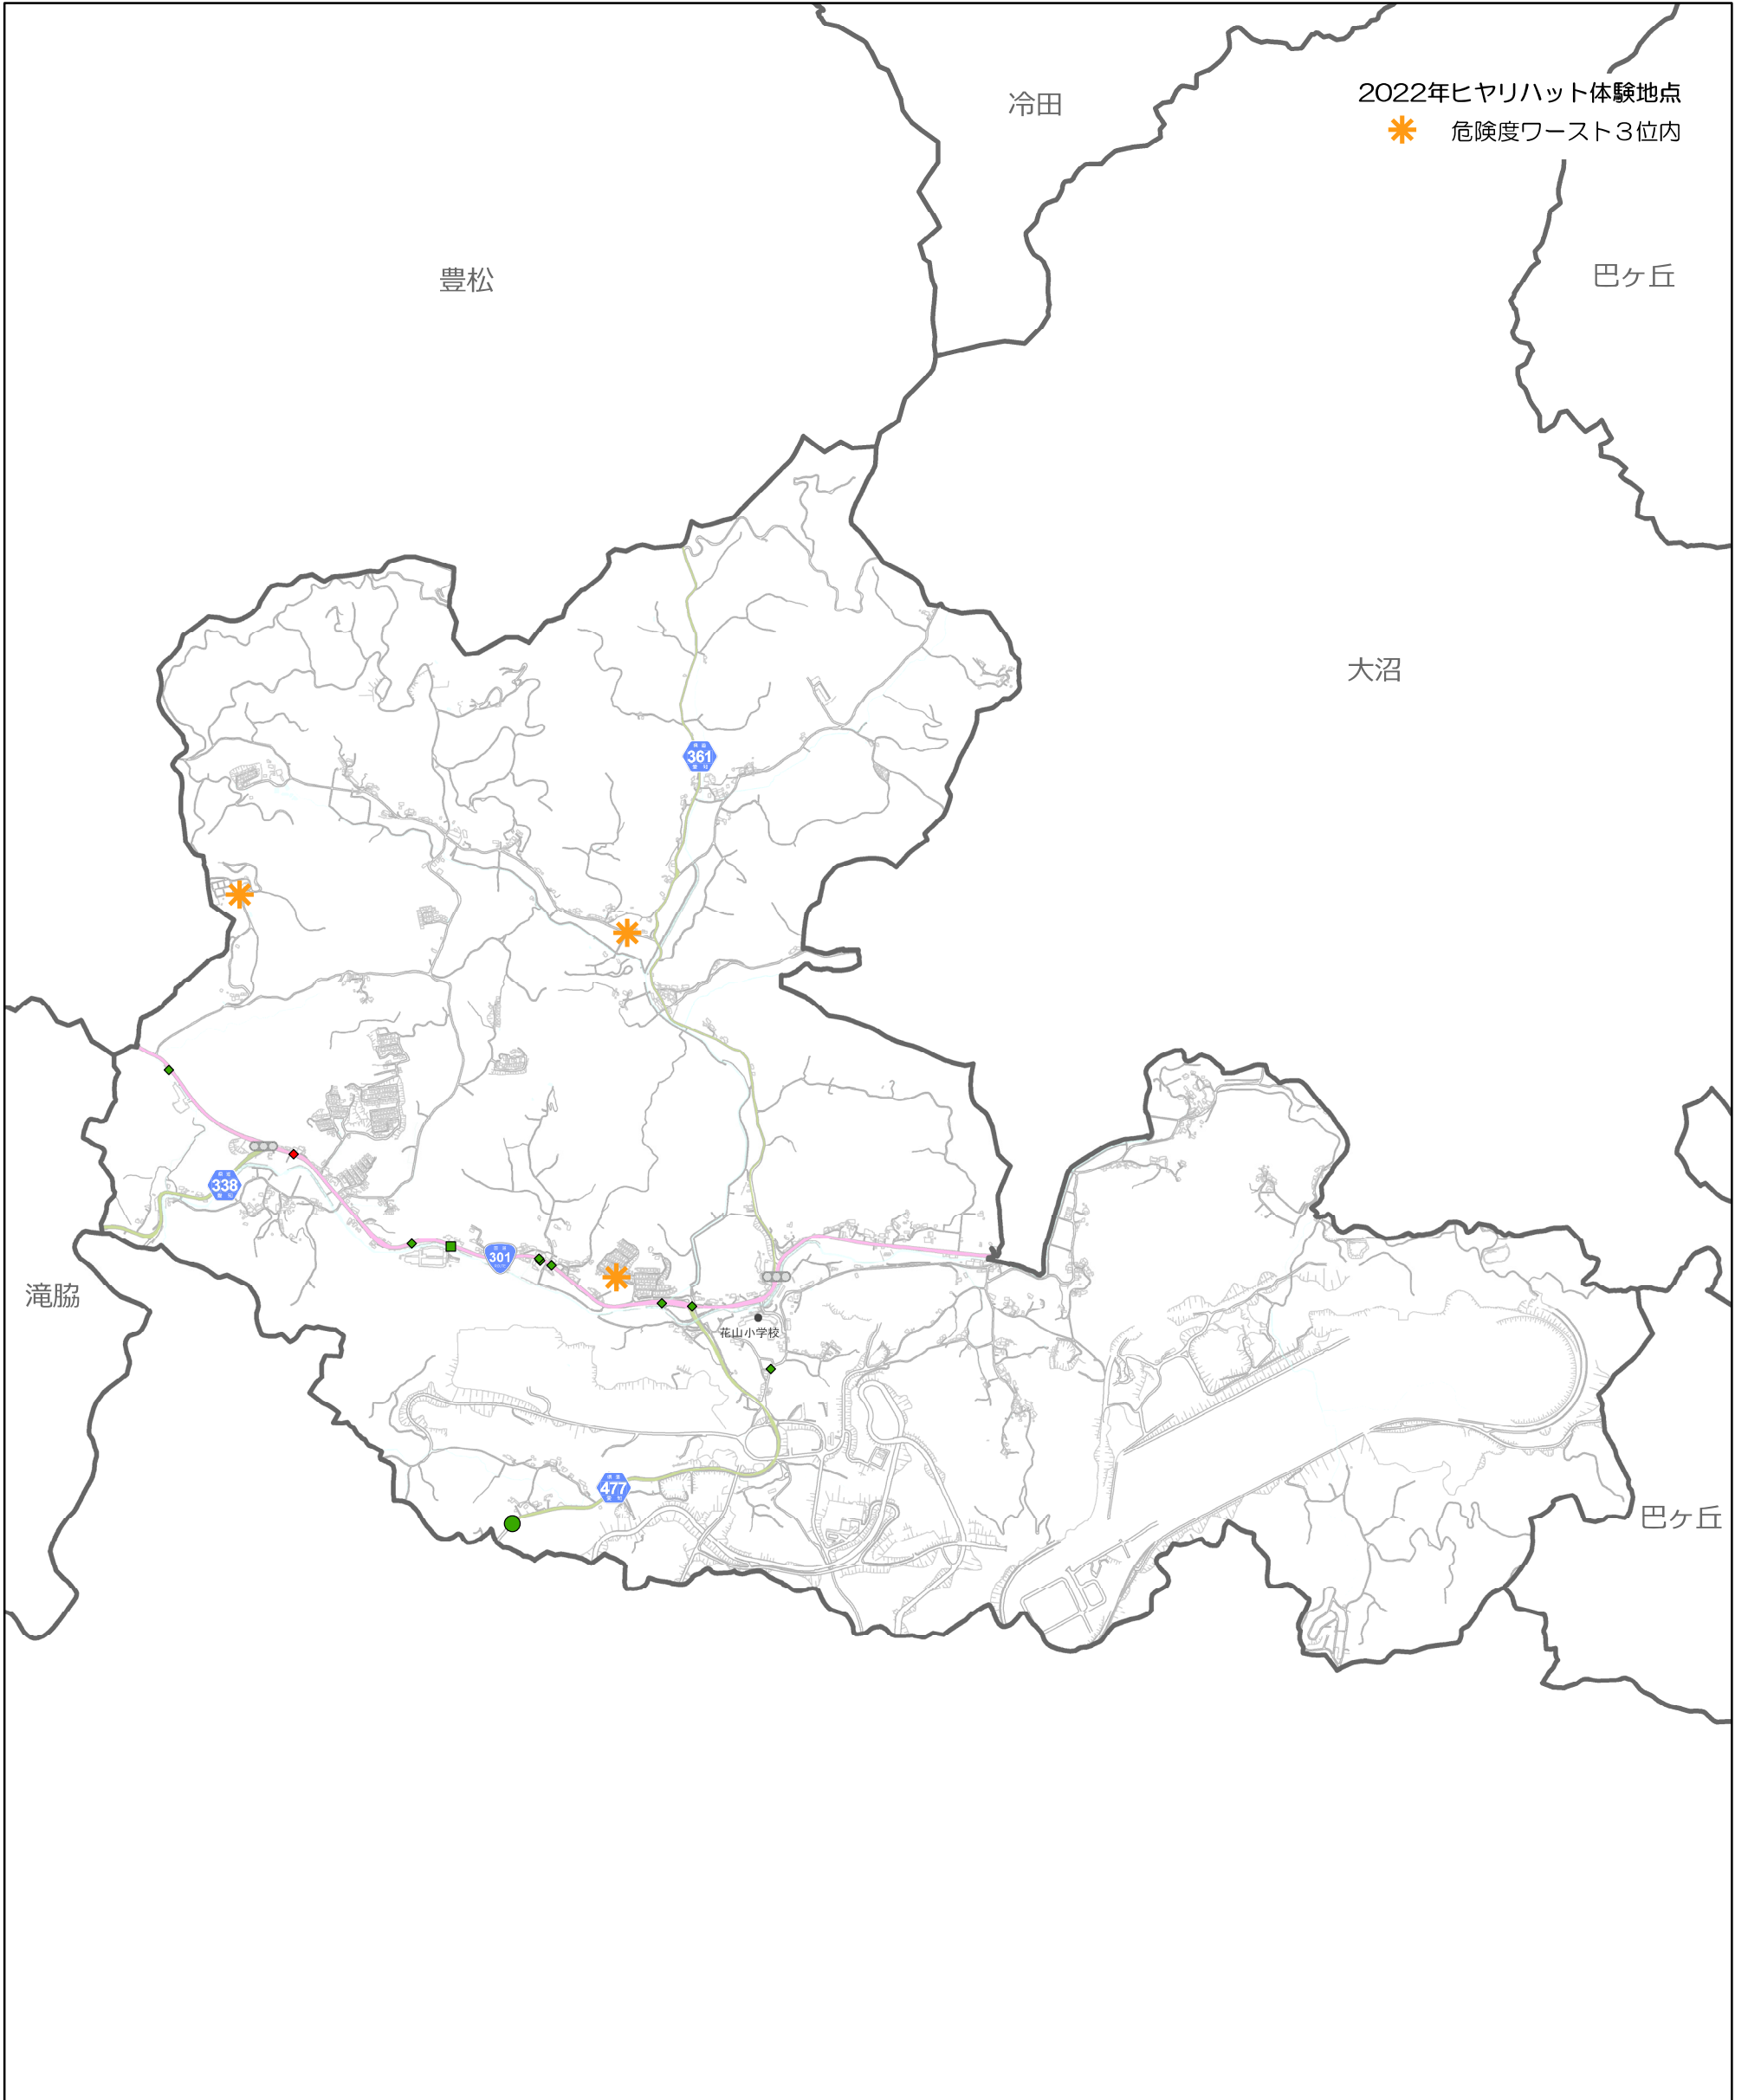 冷田
2022年ヒヤリハット体験地点
危険度ワースト３位内
豊松
巴ヶ丘
大沼
361
338
301
滝脇
花山小学校
477
巴ヶ丘